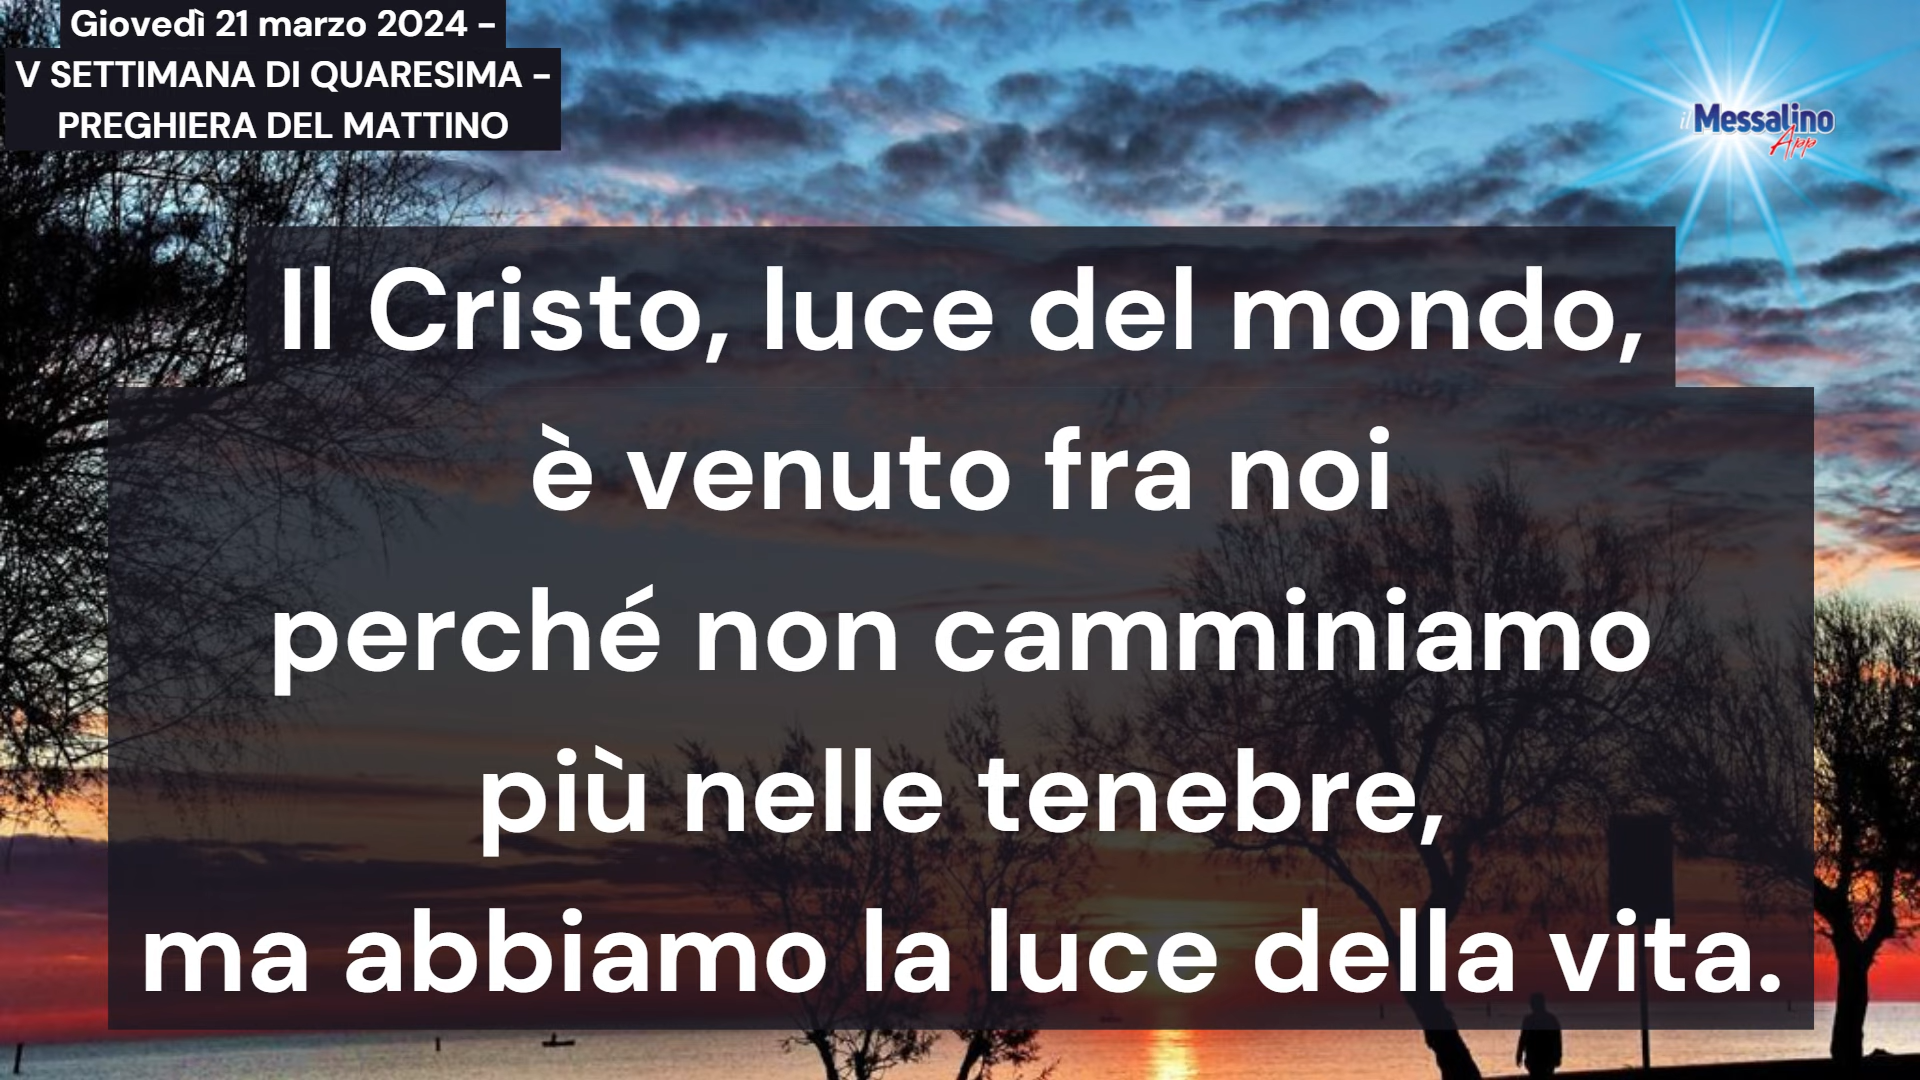 Giovedì 21 marzo 2024 –
V SETTIMANA DI QUARESIMA –
PREGHIERA DEL MATTINO
il Messalino
App
Il Cristo, luce del mondo,
è venuto fra noi
perché non camminiamo
più nelle tenebre,
ma abbiamo la luce della vita.